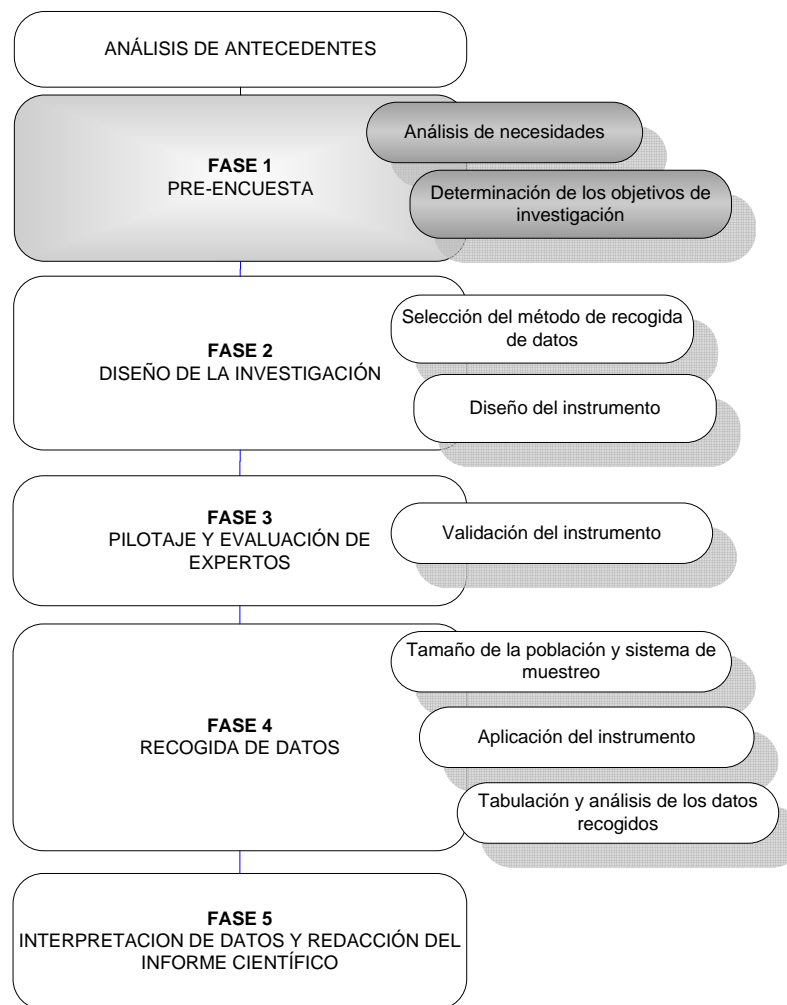 ANÁLISIS DE ANTECEDENTES
FASE 1
PRE-ENCUESTA
Análisis de necesidades
Determinación de los objetivos de
investigación
FASE 2
DISEÑO DE LA INVESTIGACIÓN
Selección del método de recogida
de datos
Diseño del instrumento
FASE 3
PILOTAJE Y EVALUACIÓN DE
EXPERTOS
Validación del instrumento
FASE 4
RECOGIDA DE DATOS
Tamaño de la población y sistema de
muestreo
Aplicación del instrumento
Tabulación y análisis de los datos
recogidos
FASE 5
INTERPRETACION DE DATOS Y REDACCIÓN DEL
INFORME CIENTÍFICO